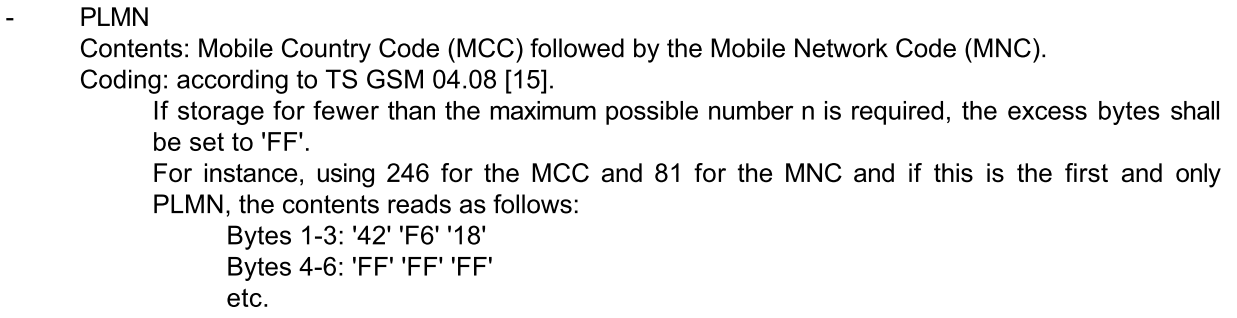 - PLMN
Contents: Mobile Country Code (MCC) followed by the Mobile Network Code (MNC).
Coding: according to TS GSM 04.08 [15].
If storage for fewer than the maximum possible number n is required, the excess bytes shall
be set to 'FF'.
For instance, using 246 for the MCC and 81 for the MNC and if this is the first and only
PLMN, the contents reads as follows:
Bytes 1-3: '42' 'F6' '18'
Bytes 4-6: 'FF' 'FF' 'FF'
etc.